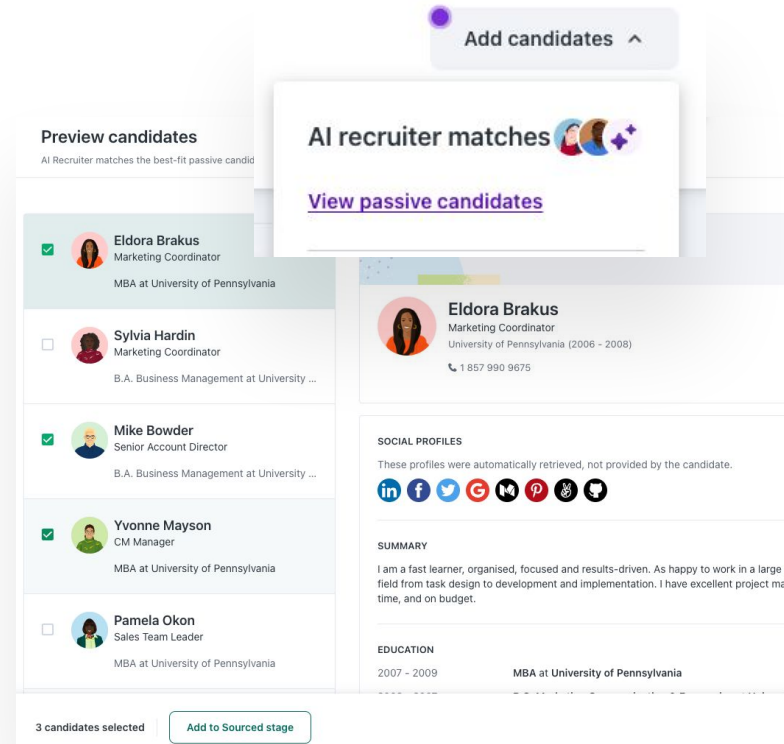 Add candidates
AI recruiter matches
View passive candidates
Preview candidates
AI Recruiter matches the best-fit passive
Eldora Brakus
Marketing Coordinator
MBA at University of Pennsylvania
Sylvia Hardin
Marketing Coordinator
B.A. Business Management at University ...
Mike Bowder
Senior Account Director
B.A. Business Management at University ...
Yvonne Mayson
CM Manager
MBA at University of Pennsylvania
Pamela Okon
Sales Team Leader
MBA at University of Pennsylvania
3 candidates selected
Add to Sourced stage
Eldora Brakus
Marketing Coordinator
University of Pennsylvania (2006 - 2008)
1 857 990 9675
SOCIAL PROFILES
These profiles were automatically retrieved, not provided by the candidate.
SUMMARY
I am a fast learner, organised, focused and results-driven. As happy to work in a large
field from task design to development and implementation. I have excellent project
time, and on budget.
EDUCATION
2007 - 2009 MBA at University of Pennsylvania